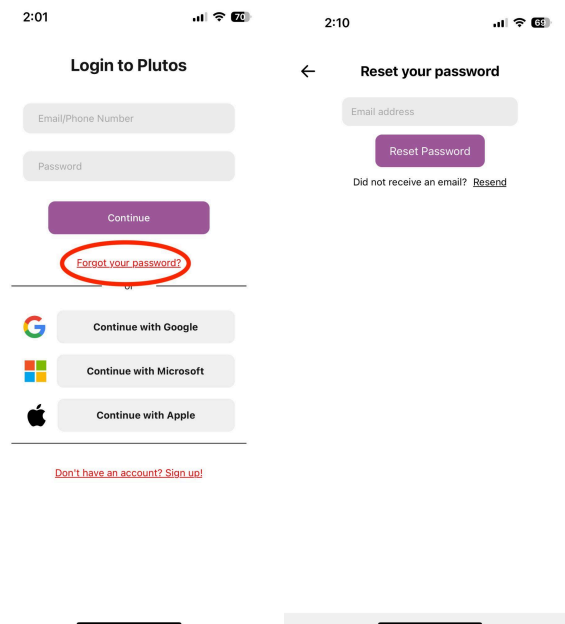 2:01
70
Login to Plutos
Email/Phone Number
Password
Continue
Forgot your password?
or
Continue with Google
Continue with Microsoft
Continue with Apple
Don't have an account? Sign up!
2:10
69
Reset your password
Email address
Reset Password
Did not receive an email? Resend